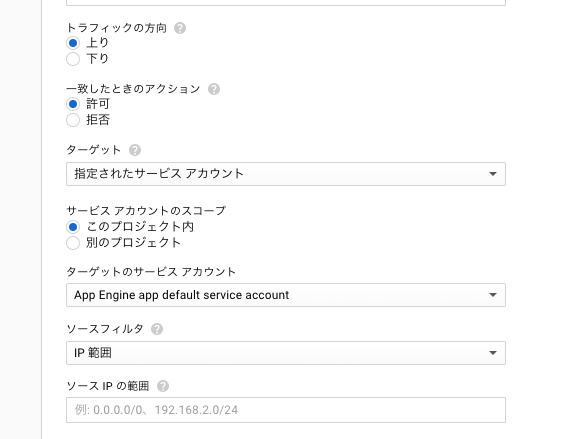 トラフィックの方向
上り
下り
一致したときのアクション
許可
拒否
ターゲット
指定されたサービス アカウント
サービス アカウントのスコープ
このプロジェクト内
別のプロジェクト
ターゲットのサービス アカウント
App Engine app default service account
ソースフィルタ
IP 範囲
ソース IP の範囲
例: 0.0.0.0/0、192.168.2.0/24